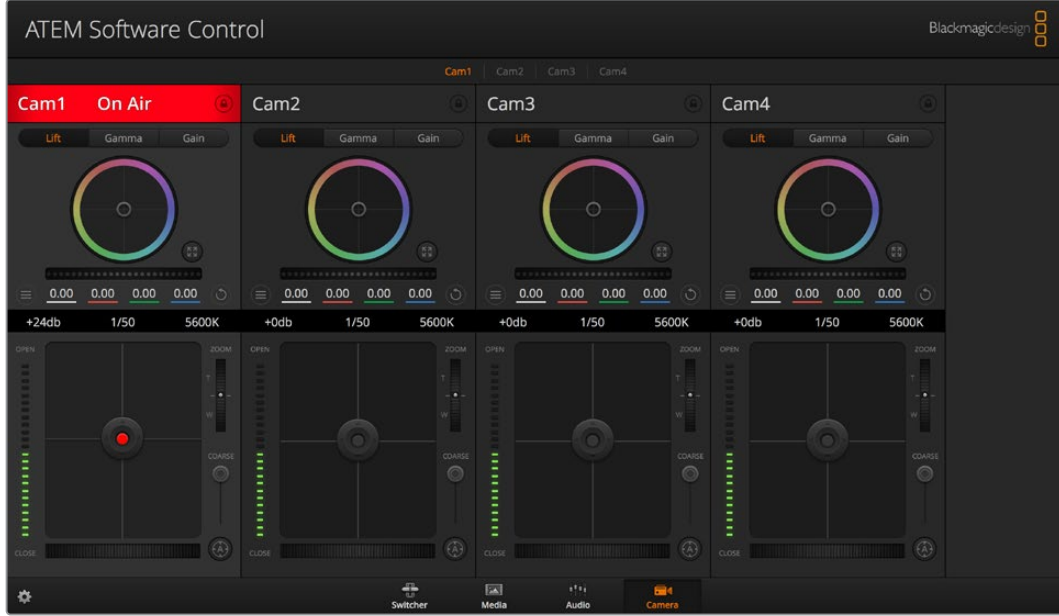 ATEM Software Control
Blackmagicdesign
Cam1 Cam2 Cam3 Cam4
Cam1 On Air Cam2 Cam3 Cam4
Lift Gamma Gain Lift Gamma Gain Lift Gamma Gain Lift Gamma Gain
0.00 0.00 0.00 0.00 0.00 0.00 0.00 0.00 0.00 0.00 0.00 0.00 0.00 0.00 0.00 0.00
+24db 1/50 5600K +0db 1/50 5600K +0db 1/50 5600K +0db 1/50 5600K
OPEN ZOOM OPEN ZOOM OPEN ZOOM OPEN ZOOM
T T T T
W W W W
COARSE COARSE COARSE COARSE
CLOSE A CLOSE A CLOSE A CLOSE A
Switcher Media Audio Camera